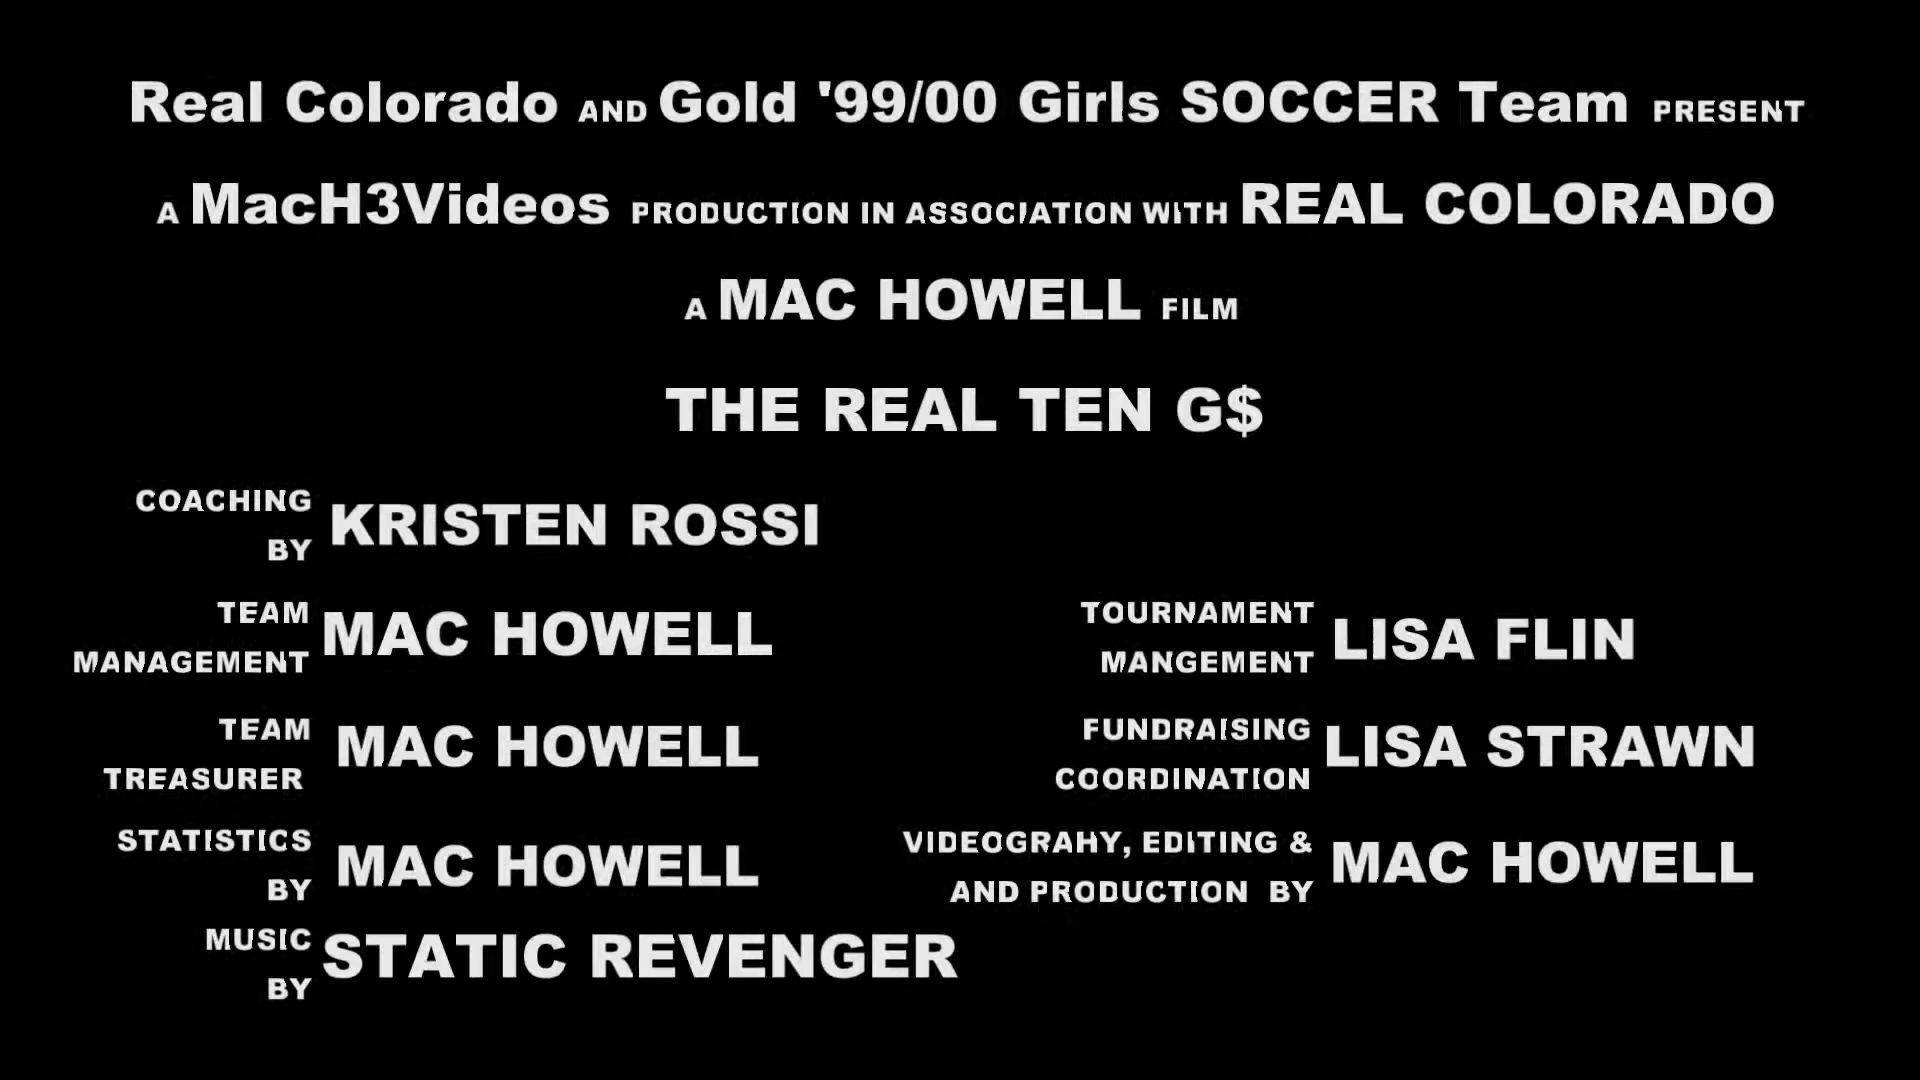 Real Colorado AND Gold '99/00 Girls SOCCER Team PRESENT
A MacH3Videos PRODUCTION IN ASSOCIATION WITH REAL COLORADO
A MAC HOWELL FILM
THE REAL TEN G$
COACHING
BY
KRISTEN ROSSI
TEAM
MANAGEMENT
MAC HOWELL
TOURNAMENT
MANGEMENT
LISA FLIN
TEAM
TREASURER
MAC HOWELL
FUNDRAISING
COORDINATION
LISA STRAWN
STATISTICS
BY
MAC HOWELL
VIDEOGRAHY, EDITING &
AND PRODUCTION BY
MAC HOWELL
MUSIC
BY
STATIC REVENGER